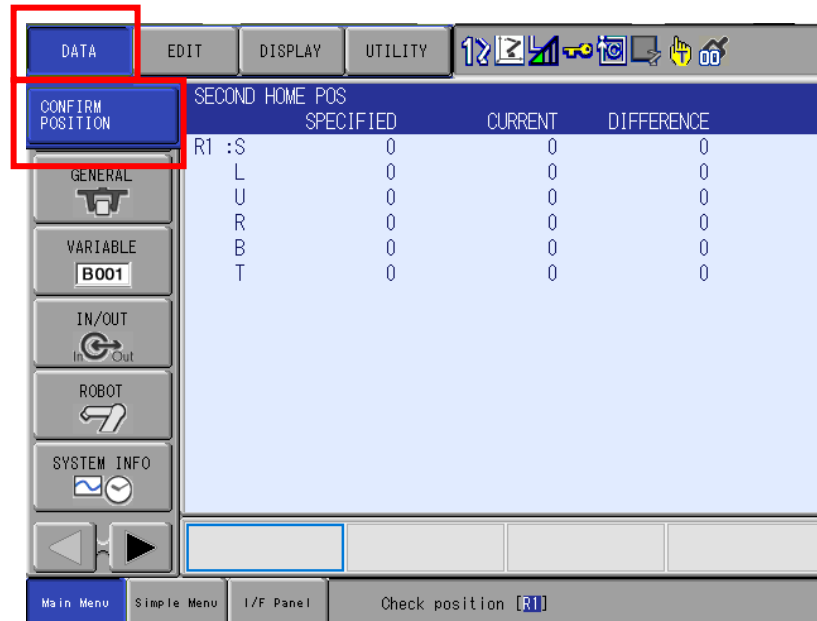 DATA EDIT DISPLAY UTILITY
CONFIRM
POSITION
SECOND HOME POS
SPECIFIED CURRENT DIFFERENCE
R1 :S 0 0 0
L 0 0 0
U 0 0 0
R 0 0 0
B 0 0 0
T 0 0 0
GENERAL
VARIABLE
B001
IN/OUT
In Out
ROBOT
SYSTEM INFO
Main Menu Simple Menu I/F Panel Check position [R1]